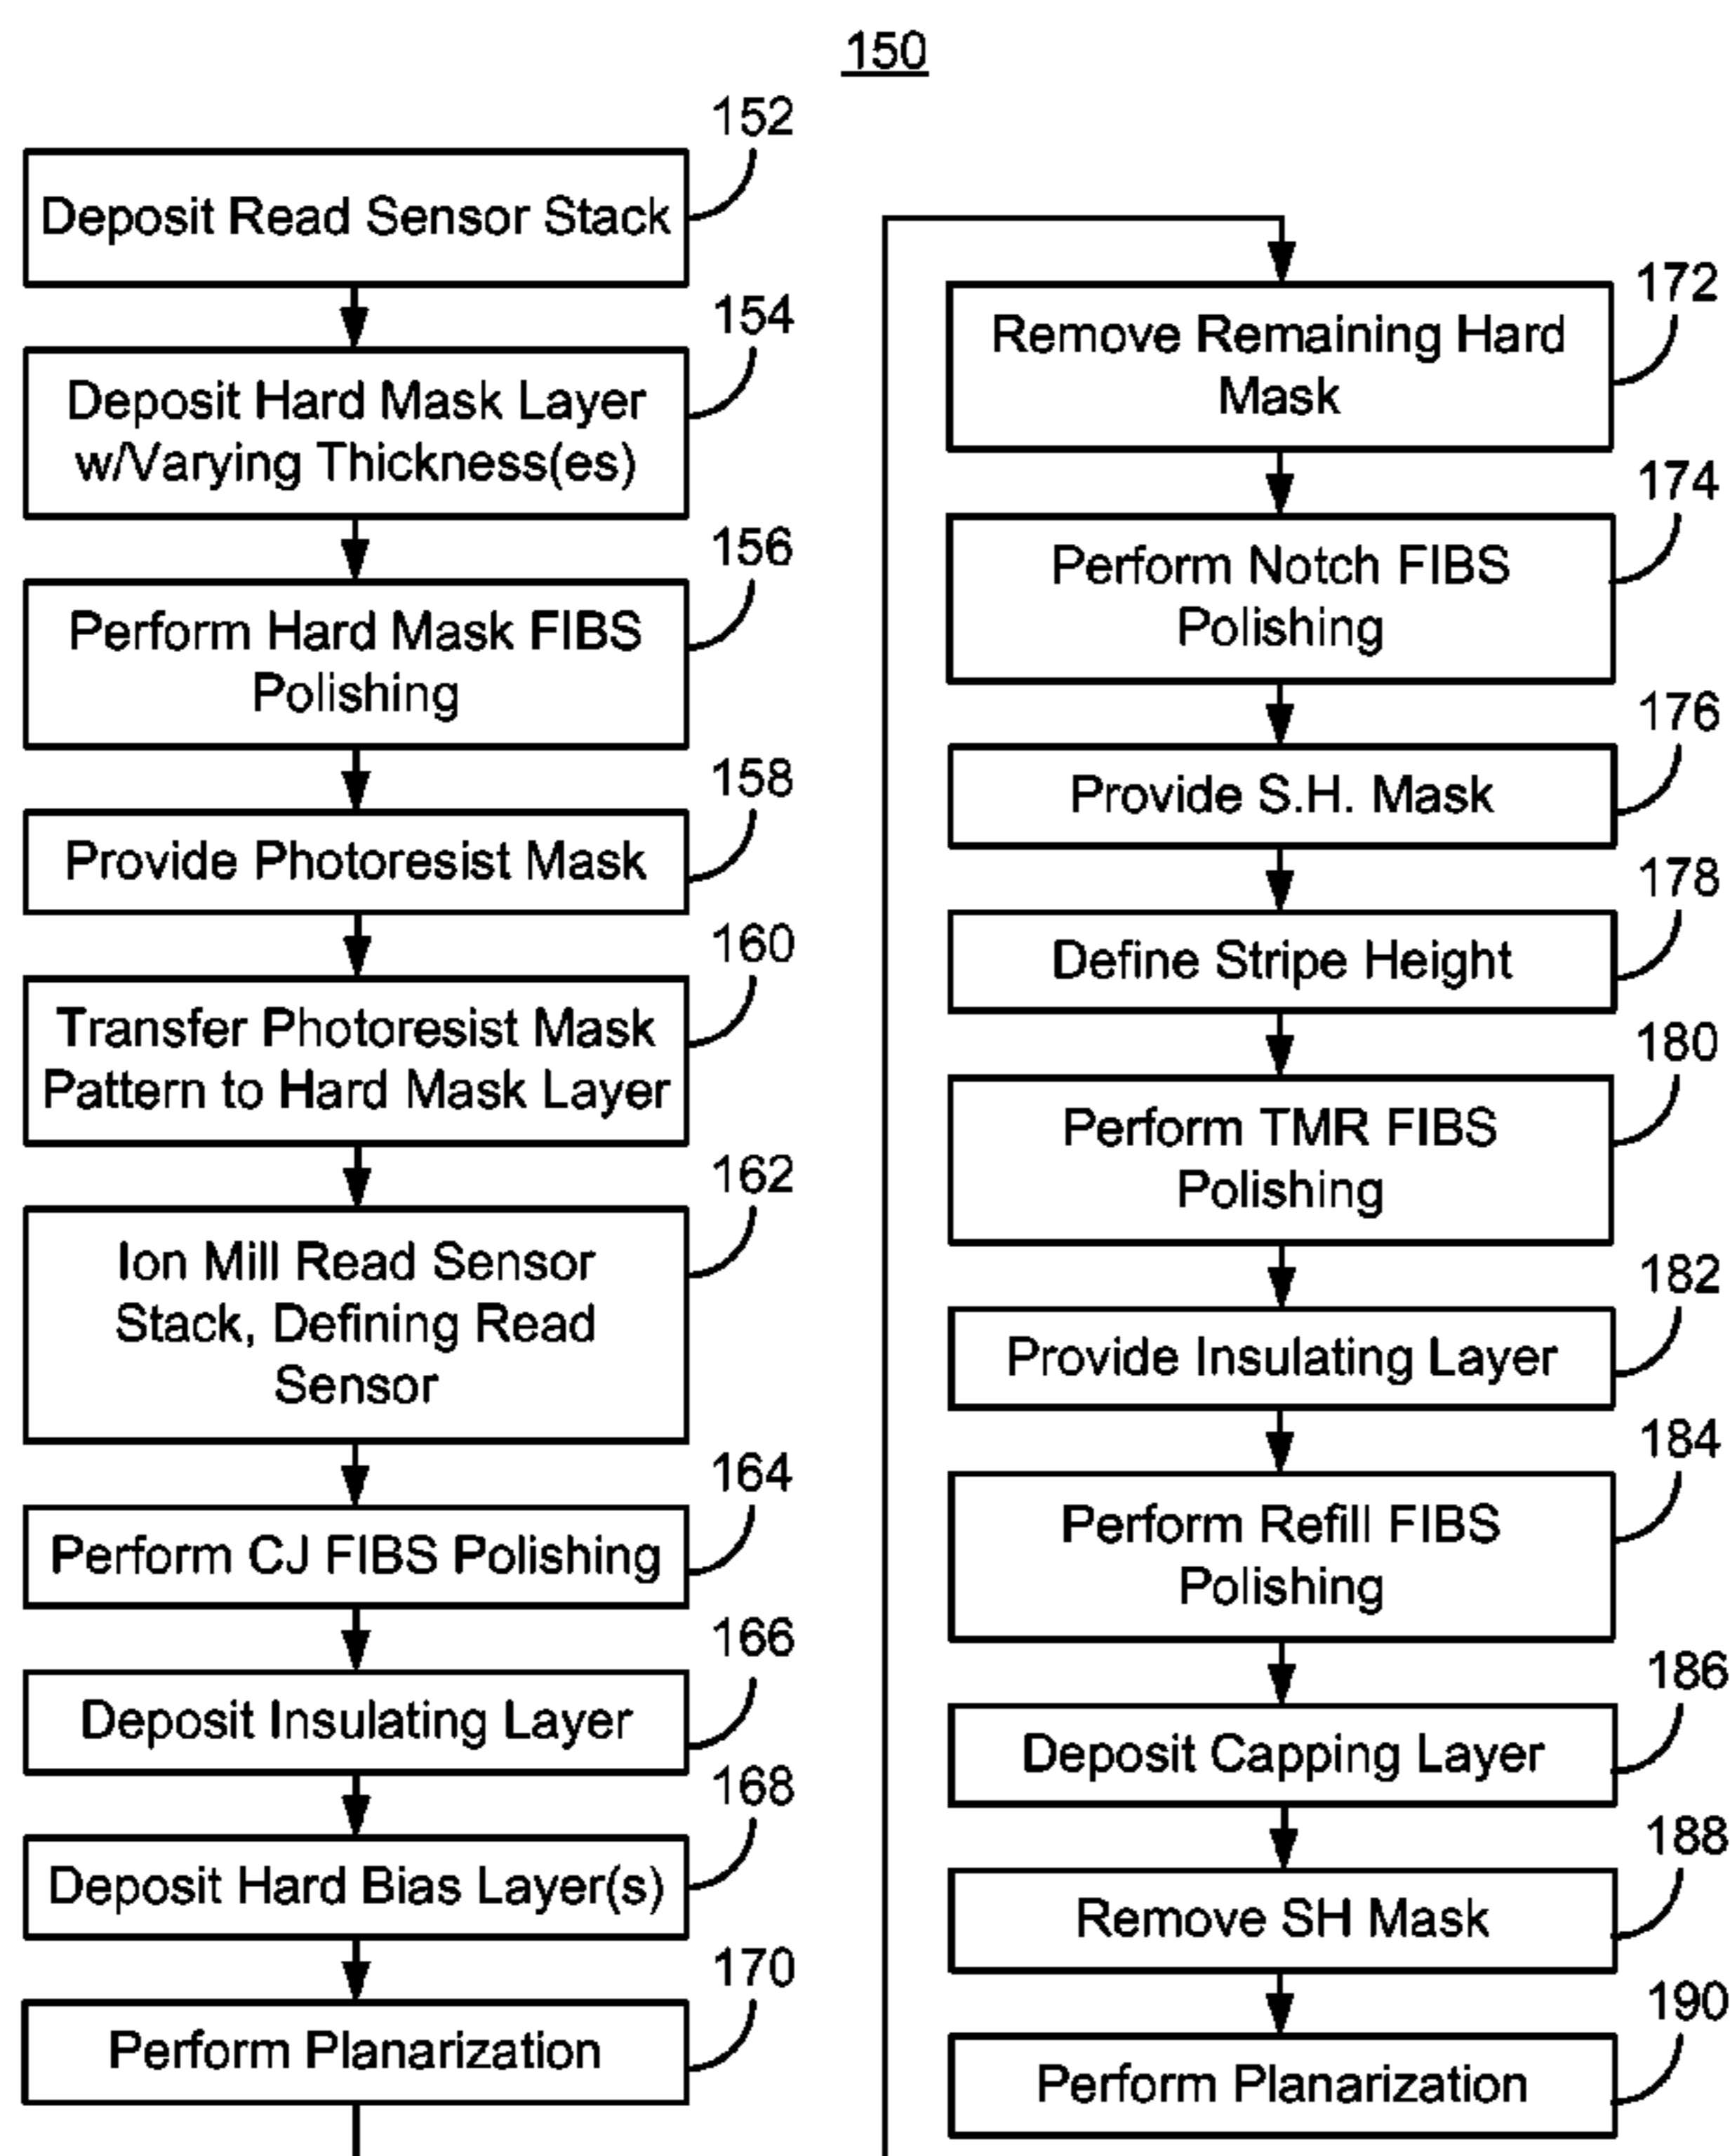 150
152
Deposit Read Sensor Stack
154
Deposit Hard Mask Layer
w/Varying Thickness(es)
156
Perform Hard Mask FIBS
Polishing
158
Provide Photoresist Mask
160
Transfer Photoresist Mask
Pattern to Hard Mask Layer
162
Ion Mill Read Sensor
Stack, Defining Read
Sensor
164
Perform CJ FIBS Polishing
166
Deposit Insulating Layer
168
Deposit Hard Bias Layer(s)
170
Perform Planarization
172
Remove Remaining Hard
Mask
174
Perform Notch FIBS
Polishing
176
Provide S.H. Mask
178
Define Stripe Height
180
Perform TMR FIBS
Polishing
182
Provide Insulating Layer
184
Perform Refill FIBS
Polishing
186
Deposit Capping Layer
188
Remove SH Mask
190
Perform Planarization